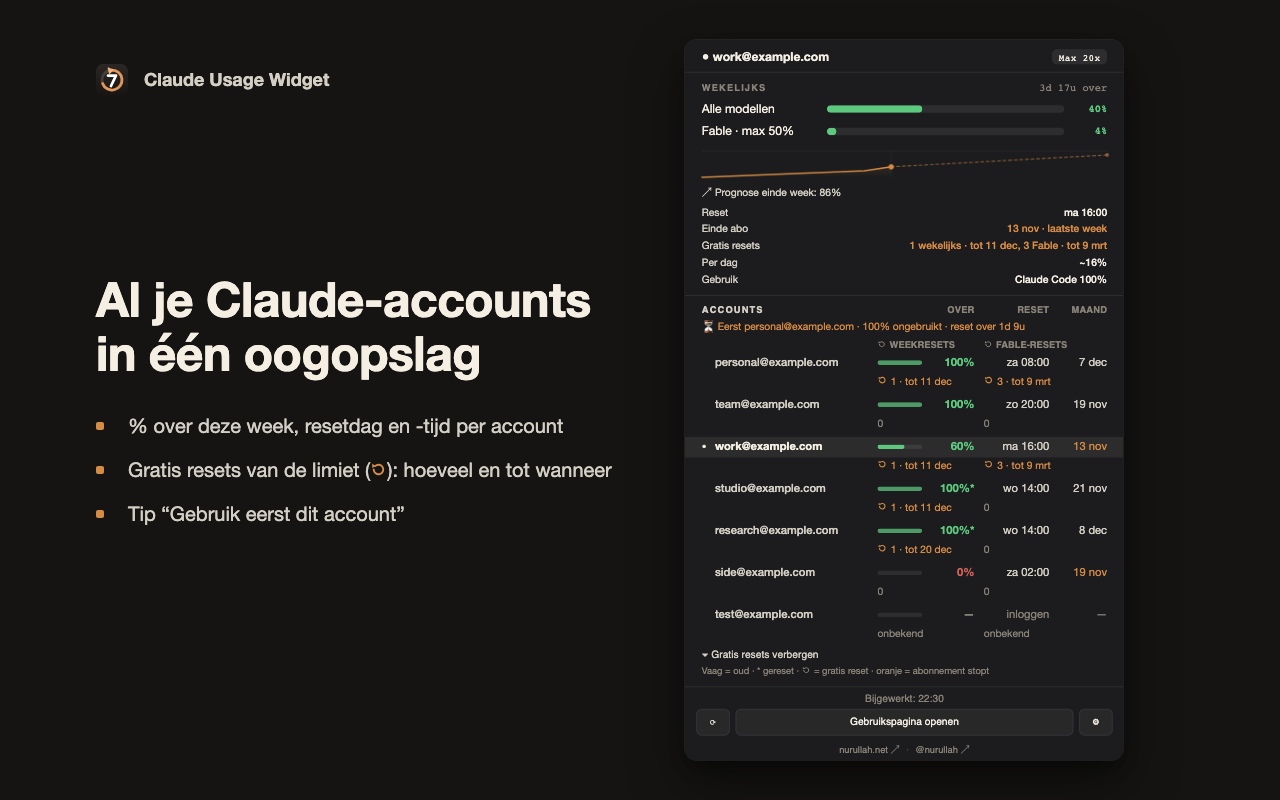 7 Claude Usage Widget
Al je Claude-accounts
in één oogopslag
% over deze week, resetdag en -tijd per account
Gratis resets van de limiet (↺): hoeveel en tot wanneer
Tip “Gebruik eerst dit account”
work@example.com Max 20x
WEKELIJKS 3d 17u over
Alle modellen 40%
Fable · max 50% 4%
↗ Prognose einde week: 86%
Reset ma 16:00
Einde abo 13 nov · laatste week
Gratis resets 1 wekelijks · tot 11 dec, 3 Fable · tot 9 mrt
Per dag ~16%
Gebruik Claude Code 100%
ACCOUNTS OVER RESET MAAND
⏳ Eerst personal@example.com · 100% ongebruikt · reset over 1d 9u
↺ WEEKRESETS ↺ FABLE-RESETS
personal@example.com 100% za 08:00 7 dec
↺ 1 · tot 11 dec ↺ 3 · tot 9 mrt
team@example.com 100% zo 20:00 19 nov
0 0
• work@example.com 60% ma 16:00 13 nov
↺ 1 · tot 11 dec ↺ 3 · tot 9 mrt
studio@example.com 100%* wo 14:00 21 nov
↺ 1 · tot 11 dec 0
research@example.com 100%* wo 14:00 8 dec
↺ 1 · tot 20 dec 0
side@example.com 0% za 02:00 19 nov
0 0
test@example.com — inloggen —
onbekend onbekend
▾ Gratis resets verbergen
Vaag = oud · * gereset · ↺ = gratis reset · oranje = abonnement stopt
Bijgewerkt: 22:30
Gebruikspagina openen
nurullah.net ↗ · @nurullah ↗